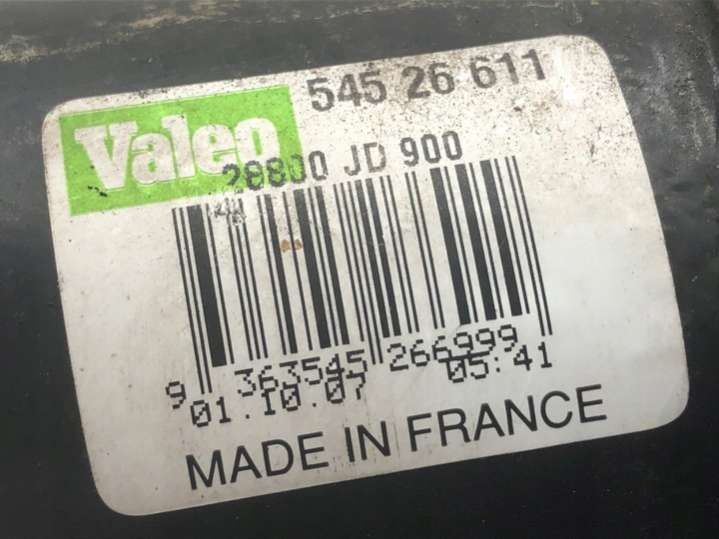 Valeo
545 26 611
28800 JD 900
9 363545 266999
01.10.07 05:41
MADE IN FRANCE